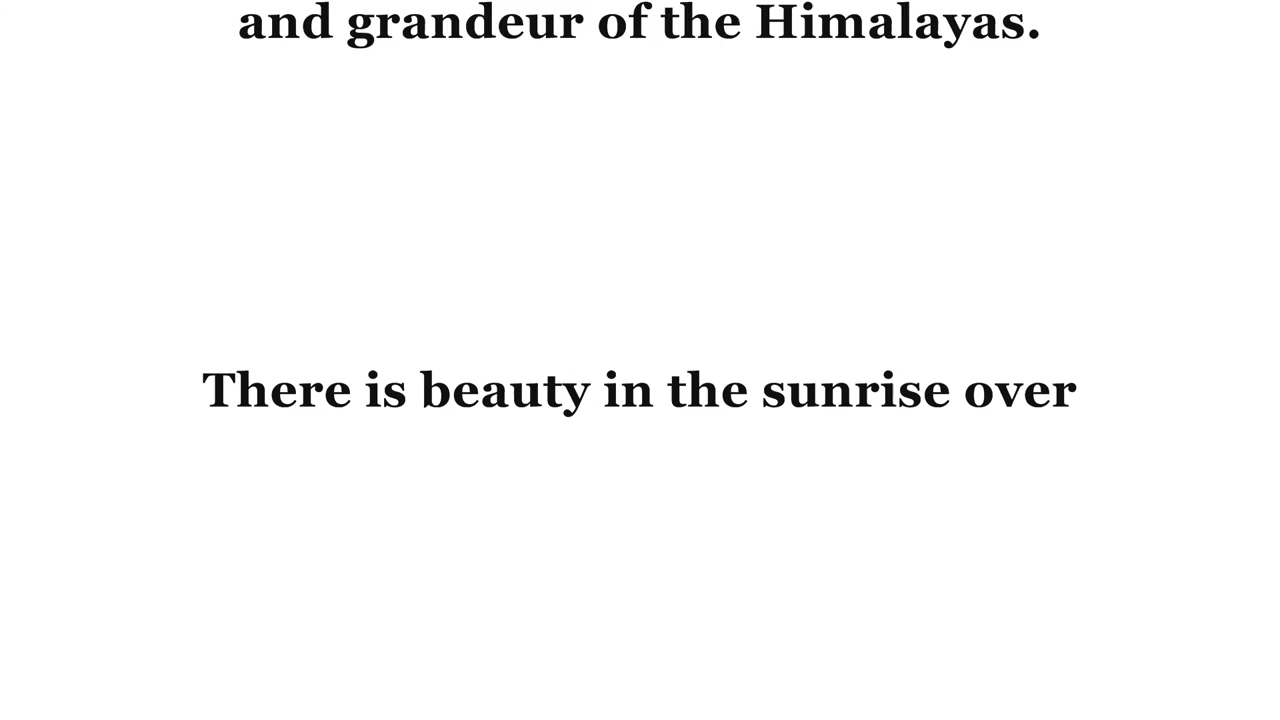 and grandeur of the Himalayas.
There is beauty in the sunrise over